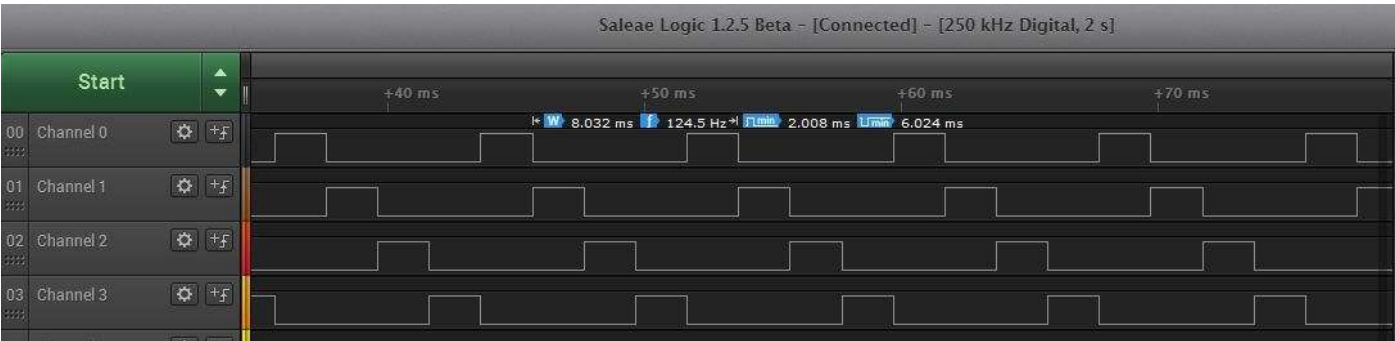 Saleae Logic 1.2.5 Beta - [Connected] - [250 kHz Digital, 2 s]
Start
+40 ms +50 ms +60 ms +70 ms
W 8.032 ms f 124.5 Hz min 2.008 ms min 6.024 ms
00 Channel 0 +f
01 Channel 1 +f
02 Channel 2 +f
03 Channel 3 +f